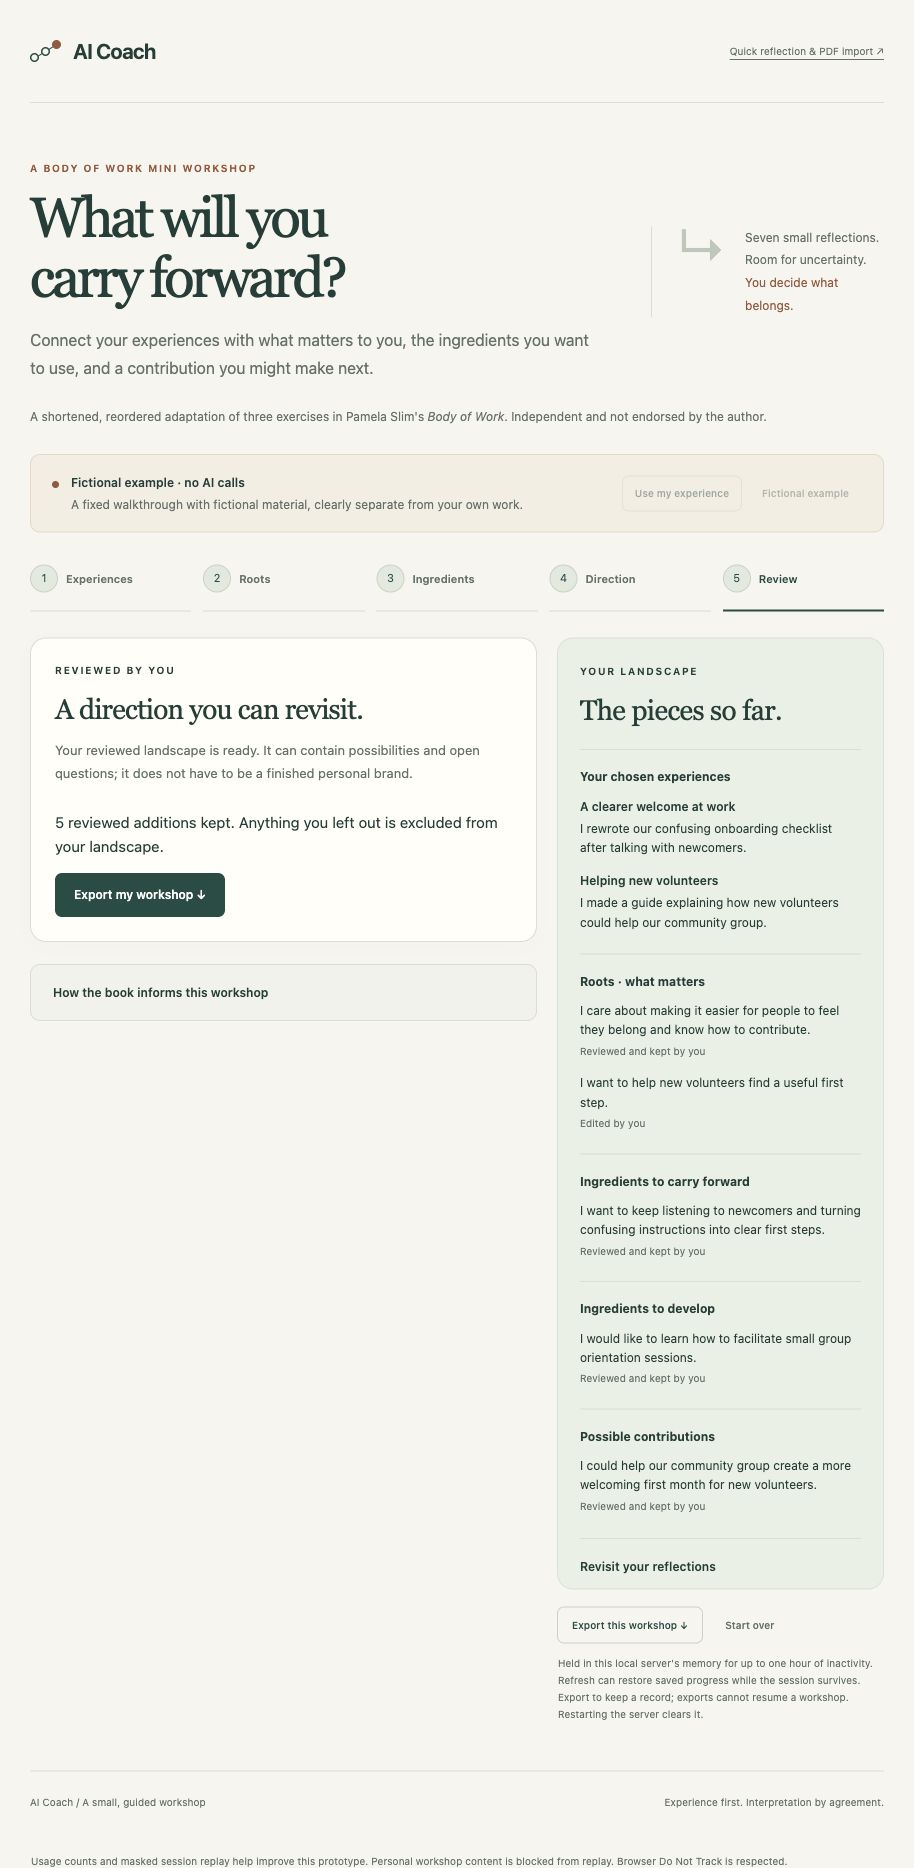 AI Coach
Quick reflection & PDF import ↗
A BODY OF WORK MINI WORKSHOP
What will you
carry forward?
Seven small reflections.
Room for uncertainty.
You decide what
belongs.
Connect your experiences with what matters to you, the ingredients you want
to use, and a contribution you might make next.
A shortened, reordered adaptation of three exercises in Pamela Slim's Body of Work. Independent and not endorsed by the author.
Fictional example · no AI calls
A fixed walkthrough with fictional material, clearly separate from your own work.
Use my experience
Fictional example
1 Experiences
2 Roots
3 Ingredients
4 Direction
5 Review
REVIEWED BY YOU
A direction you can revisit.
Your reviewed landscape is ready. It can contain possibilities and open
questions; it does not have to be a finished personal brand.
5 reviewed additions kept. Anything you left out is excluded from
your landscape.
Export my workshop ↓
How the book informs this workshop
YOUR LANDSCAPE
The pieces so far.
Your chosen experiences
A clearer welcome at work
I rewrote our confusing onboarding checklist
after talking with newcomers.
Helping new volunteers
I made a guide explaining how new volunteers
could help our community group.
Roots · what matters
I care about making it easier for people to feel
they belong and know how to contribute.
Reviewed and kept by you
I want to help new volunteers find a useful first
step.
Edited by you
Ingredients to carry forward
I want to keep listening to newcomers and turning
confusing instructions into clear first steps.
Reviewed and kept by you
Ingredients to develop
I would like to learn how to facilitate small group
orientation sessions.
Reviewed and kept by you
Possible contributions
I could help our community group create a more
welcoming first month for new volunteers.
Reviewed and kept by you
Revisit your reflections
Export this workshop ↓
Start over
Held in this local server's memory for up to one hour of inactivity.
Refresh can restore saved progress while the session survives.
Export to keep a record; exports cannot resume a workshop.
Restarting the server clears it.
AI Coach / A small, guided workshop
Experience first. Interpretation by agreement.
Usage counts and masked session replay help improve this prototype. Personal workshop content is blocked from replay. Browser Do Not Track is respected.